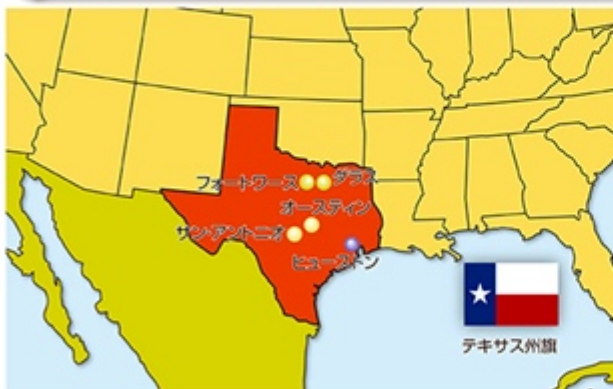 フォートワース
ダラス
オースティン
サン・アントニオ
ヒューストン
テキサス州旗